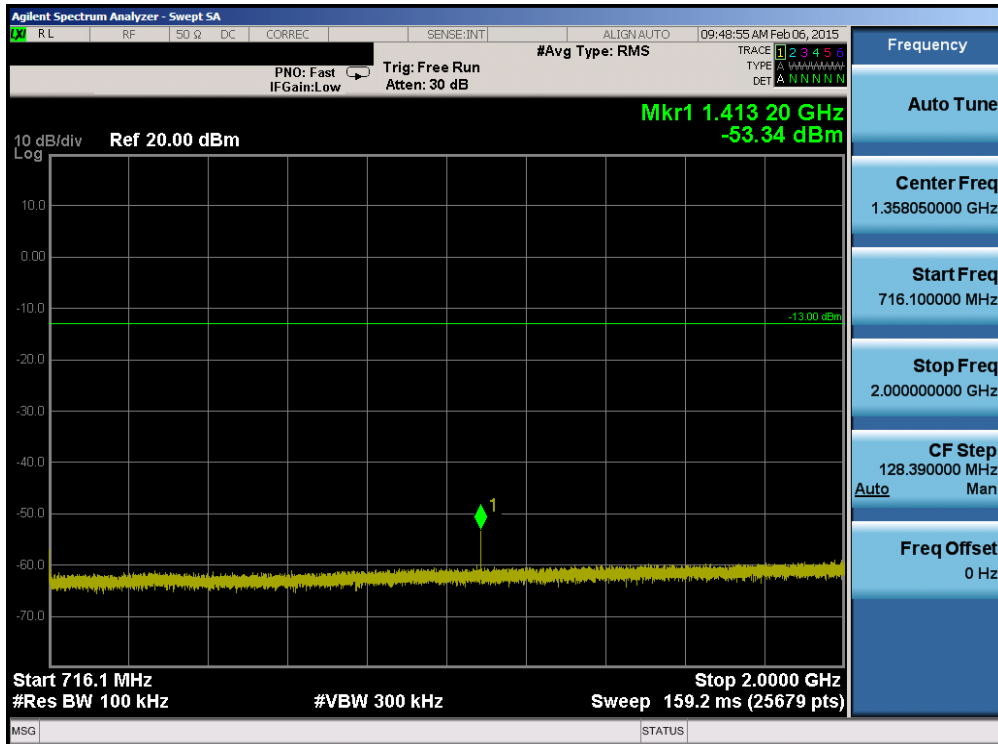 Agilent Spectrum Analyzer - Swept SA
LXI RL RF 50 Ω DC CORREC SENSE:INT ALIGN AUTO 09:48:55 AM Feb 06, 2015
#Avg Type: RMS
TRACE 1 2 3 4 5 6
TYPE A WWWWWW
DET A N N N N N
PNO: Fast
IFGain:Low
Trig: Free Run
Atten: 30 dB
Mkr1 1.413 20 GHz
-53.34 dBm
10 dB/div Ref 20.00 dBm
Log
10.0
0.00
-10.0
-13.00 dBm
-20.0
-30.0
-40.0
-50.0
1
-60.0
-70.0
Start 716.1 MHz Stop 2.0000 GHz
#Res BW 100 kHz #VBW 300 kHz Sweep 159.2 ms (25679 pts)
MSG STATUS
Frequency
Auto Tune
Center Freq
1.358050000 GHz
Start Freq
716.100000 MHz
Stop Freq
2.000000000 GHz
CF Step
128.390000 MHz
Auto Man
Freq Offset
0 Hz